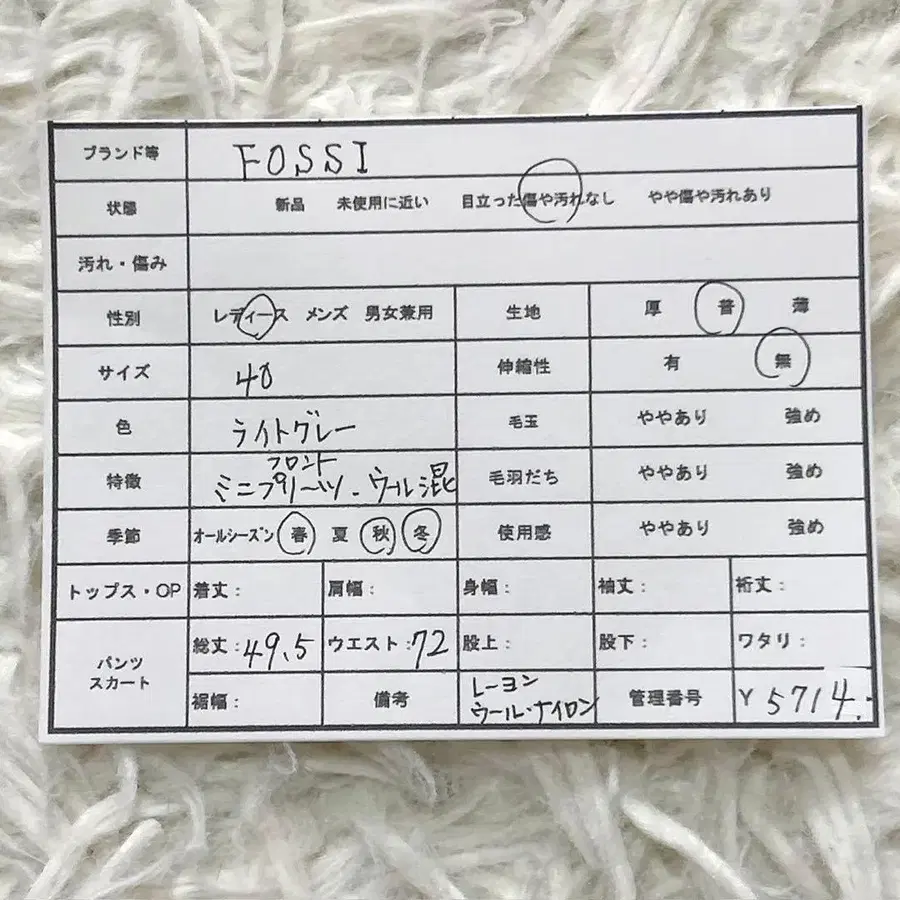 ブランド等 FOSSI
状態 新品 未使用に近い 目立った傷や汚れなし やや傷や汚れあり
汚れ・傷み
性別 レディース メンズ 男女兼用 生地 厚 普 薄
サイズ 40 伸縮性 有 無
色 ライトグレー 毛玉 ややあり 強め
フロント
特徴 ミニプリーツ.ウール混 毛羽だち ややあり 強め
季節 オールシーズン 春 夏 秋 冬 使用感 ややあり 強め
トップス・OP 着丈: 肩幅: 身幅: 袖丈: 裄丈:
パンツ スカート
総丈:49.5 ウエスト:72 股上: 股下: ワタリ:
レーヨン
裾幅: 備考 ウール・ナイロン 管理番号 Y 5714.